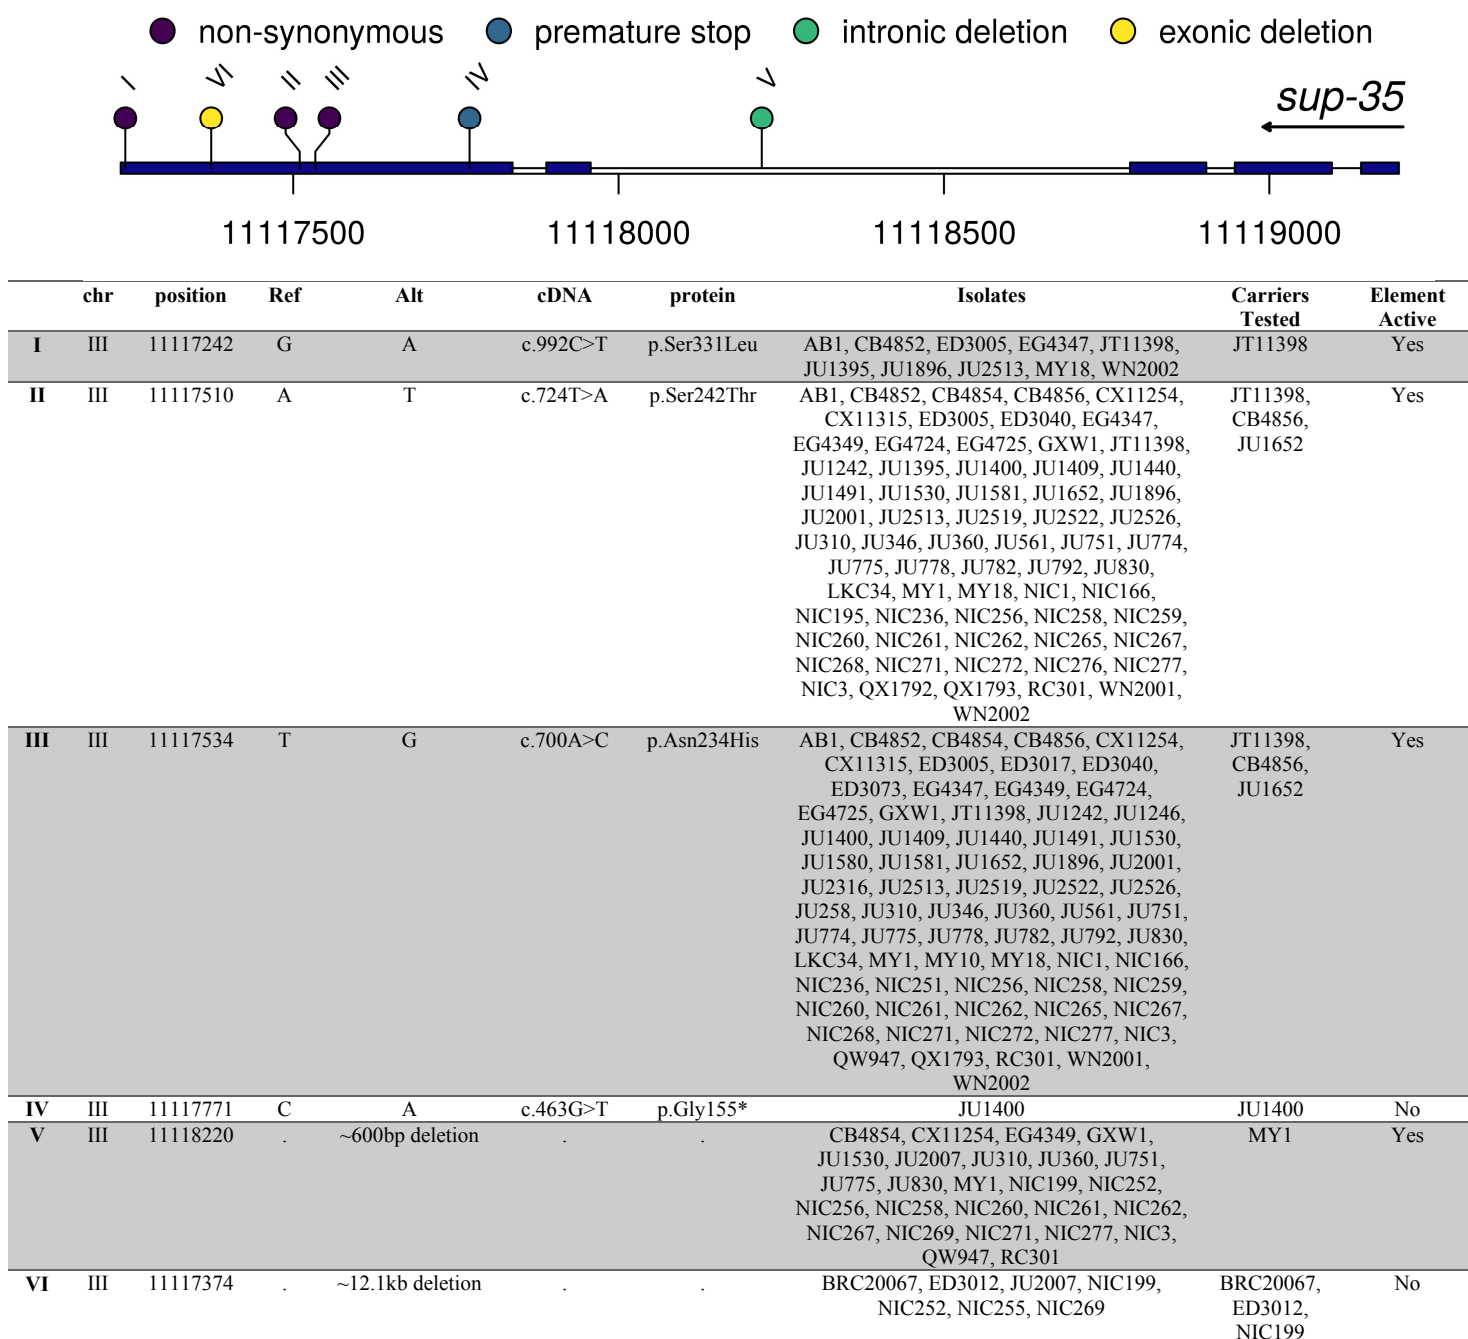 non-synonymous premature stop intronic deletion exonic deletion
I VI II III IV V
sup-35
11117500 11118000 11118500 11119000
chr position Ref Alt cDNA protein Isolates Carriers Element
Tested Active
I III 11117242 G A c.992C>T p.Ser331Leu AB1, CB4852, ED3005, EG4347, JT11398, JT11398 Yes
JU1395, JU1896, JU2513, MY18, WN2002
II III 11117510 A T c.724T>A p.Ser242Thr AB1, CB4852, CB4854, CB4856, CX11254, JT11398, Yes
CX11315, ED3005, ED3040, EG4347, CB4856,
EG4349, EG4724, EG4725, GXW1, JT11398, JU1652
JU1242, JU1395, JU1400, JU1409, JU1440,
JU1491, JU1530, JU1581, JU1652, JU1896,
JU2001, JU2513, JU2519, JU2522, JU2526,
JU310, JU346, JU360, JU561, JU751, JU774,
JU775, JU778, JU782, JU792, JU830,
LKC34, MY1, MY18, NIC1, NIC166,
NIC195, NIC236, NIC256, NIC258, NIC259,
NIC260, NIC261, NIC262, NIC265, NIC267,
NIC268, NIC271, NIC272, NIC276, NIC277,
NIC3, QX1792, QX1793, RC301, WN2001,
WN2002
III III 11117534 T G c.700A>C p.Asn234His AB1, CB4852, CB4854, CB4856, CX11254, JT11398, Yes
CX11315, ED3005, ED3017, ED3040, CB4856,
ED3073, EG4347, EG4349, EG4724, JU1652
EG4725, GXW1, JT11398, JU1242, JU1246,
JU1400, JU1409, JU1440, JU1491, JU1530,
JU1580, JU1581, JU1652, JU1896, JU2001,
JU2316, JU2513, JU2519, JU2522, JU2526,
JU258, JU310, JU346, JU360, JU561, JU751,
JU774, JU775, JU778, JU782, JU792, JU830,
LKC34, MY1, MY10, MY18, NIC1, NIC166,
NIC236, NIC251, NIC256, NIC258, NIC259,
NIC260, NIC261, NIC262, NIC265, NIC267,
NIC268, NIC271, NIC272, NIC277, NIC3,
QW947, QX1793, RC301, WN2001,
WN2002
IV III 11117771 C A c.463G>T p.Gly155* JU1400 JU1400 No
V III 11118220 . ~600bp deletion . . CB4854, CX11254, EG4349, GXW1, MY1 Yes
JU1530, JU2007, JU310, JU360, JU751,
JU775, JU830, MY1, NIC199, NIC252,
NIC256, NIC258, NIC260, NIC261, NIC262,
NIC267, NIC269, NIC271, NIC277, NIC3,
QW947, RC301
VI III 11117374 . ~12.1kb deletion . . BRC20067, ED3012, JU2007, NIC199, BRC20067, No
NIC252, NIC255, NIC269 ED3012,
NIC199